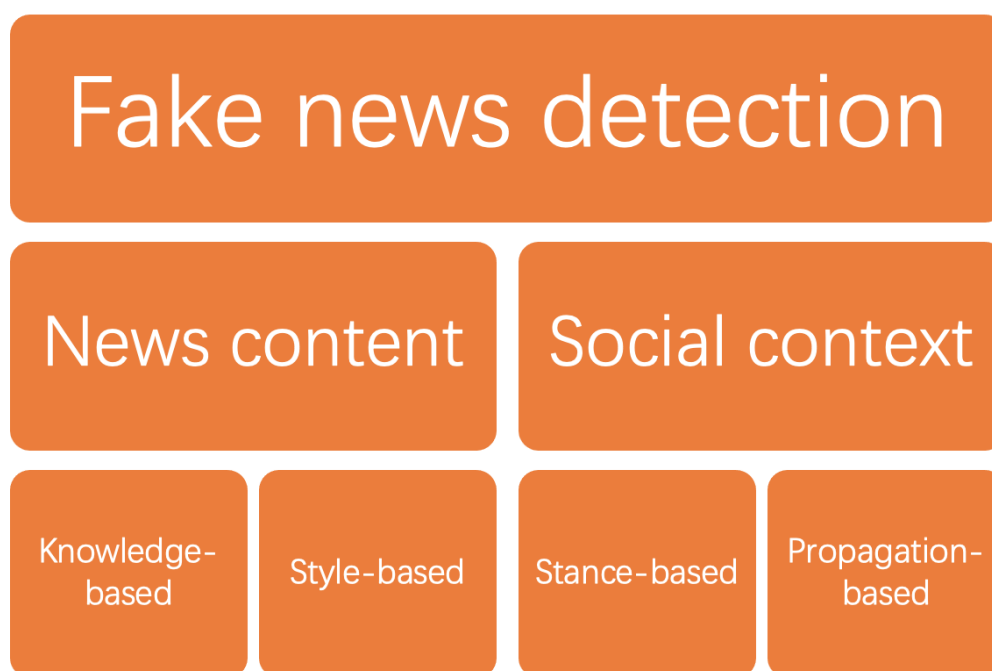 Fake news detection
News content
Social context
Knowledge-
based
Style-based
Stance-based
Propagation-
based